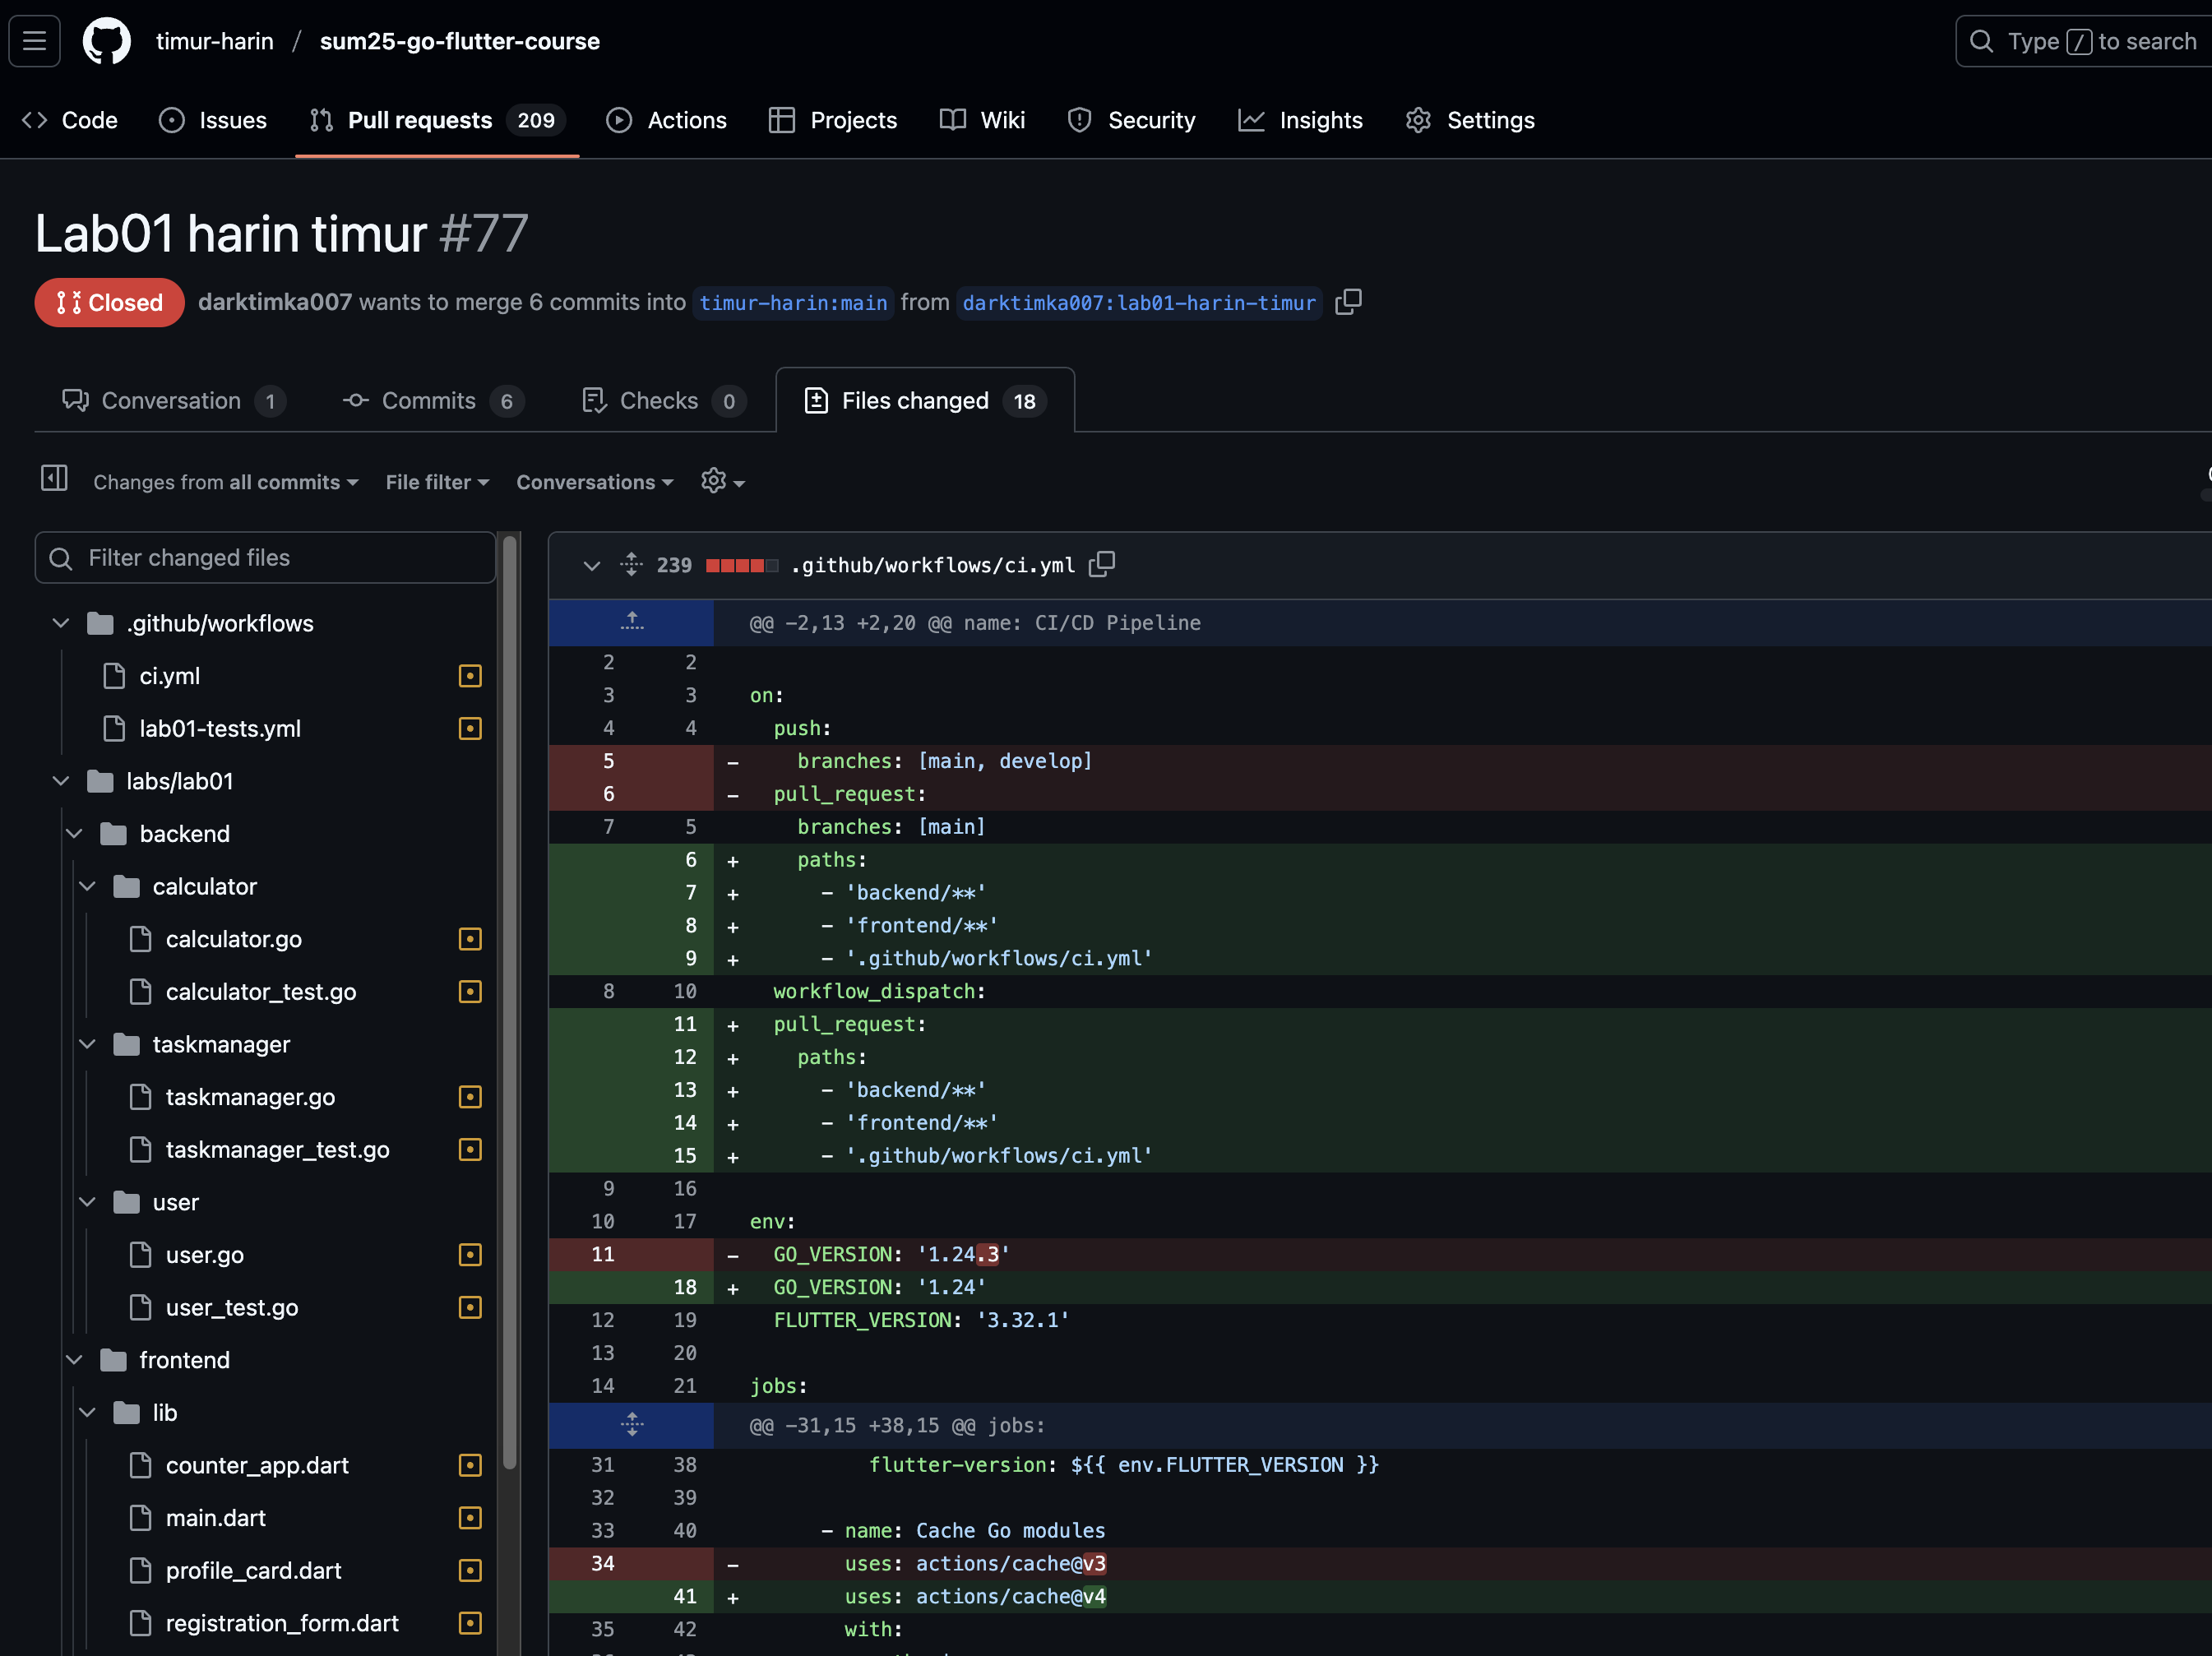 timur-harin / sum25-go-flutter-course
Type / to search
Code Issues Pull requests 209 Actions Projects Wiki Security Insights Settings
Lab01 harin timur #77
Closed darktimka007 wants to merge 6 commits into timur-harin:main from darktimka007:lab01-harin-timur
Conversation 1 Commits 6 Checks 0 Files changed 18
Changes from all commits File filter Conversations
Filter changed files
.github/workflows
ci.yml
lab01-tests.yml
labs/lab01
backend
calculator
calculator.go
calculator_test.go
taskmanager
taskmanager.go
taskmanager_test.go
user
user.go
user_test.go
frontend
lib
counter_app.dart
main.dart
profile_card.dart
registration_form.dart
239 .github/workflows/ci.yml
@@ -2,13 +2,20 @@ name: CI/CD Pipeline
2 2
3 3 on:
4 4 push:
5 - branches: [main, develop]
6 - pull_request:
7 5 branches: [main]
6 + paths:
7 + - 'backend/**'
8 + - 'frontend/**'
9 + - '.github/workflows/ci.yml'
8 10 workflow_dispatch:
11 + pull_request:
12 + paths:
13 + - 'backend/**'
14 + - 'frontend/**'
15 + - '.github/workflows/ci.yml'
9 16
10 17 env:
11 - GO_VERSION: '1.24.3'
18 + GO_VERSION: '1.24'
12 19 FLUTTER_VERSION: '3.32.1'
13 20
14 21 jobs:
@@ -31,15 +38,15 @@ jobs:
31 38 flutter-version: ${{ env.FLUTTER_VERSION }}
32 39
33 40 - name: Cache Go modules
34 - uses: actions/cache@v3
41 + uses: actions/cache@v4
35 42 with: